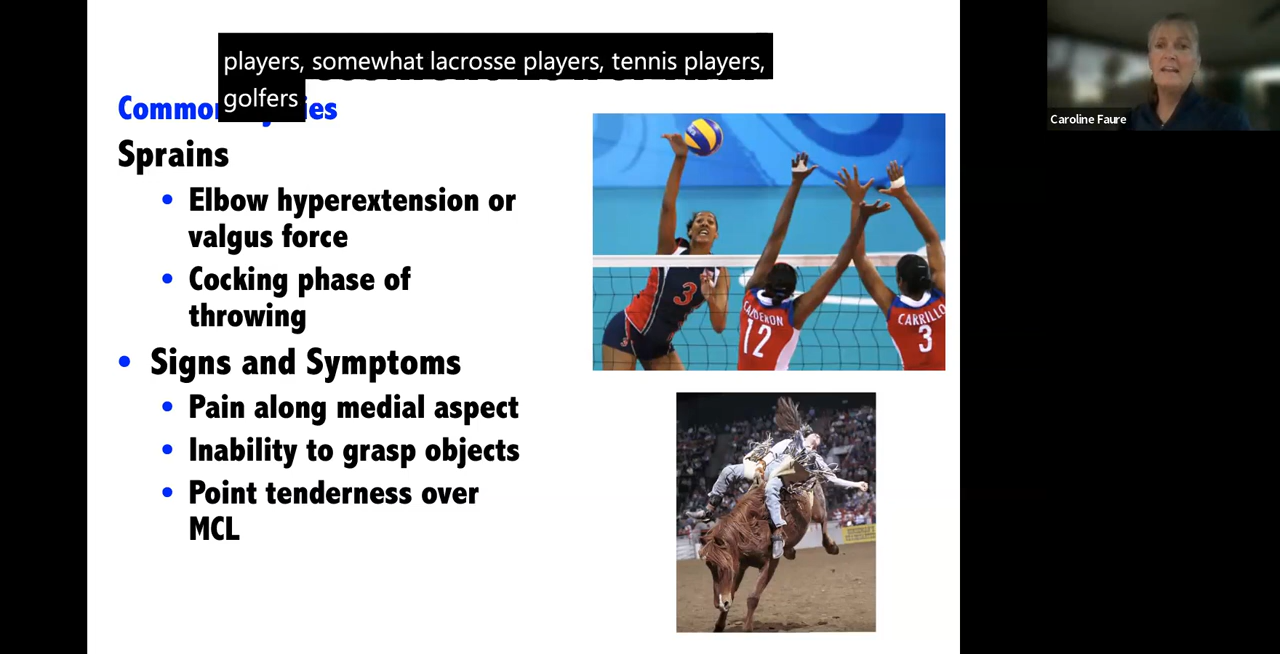 players, somewhat lacrosse players, tennis players,
golfers
Sprains
Elbow hyperextension or
valgus force
Cocking phase of
throwing
Signs and Symptoms
Pain along medial aspect
Inability to grasp objects
Point tenderness over
MCL
3
CALDERON
12
CARRILLO
3
Caroline Faure